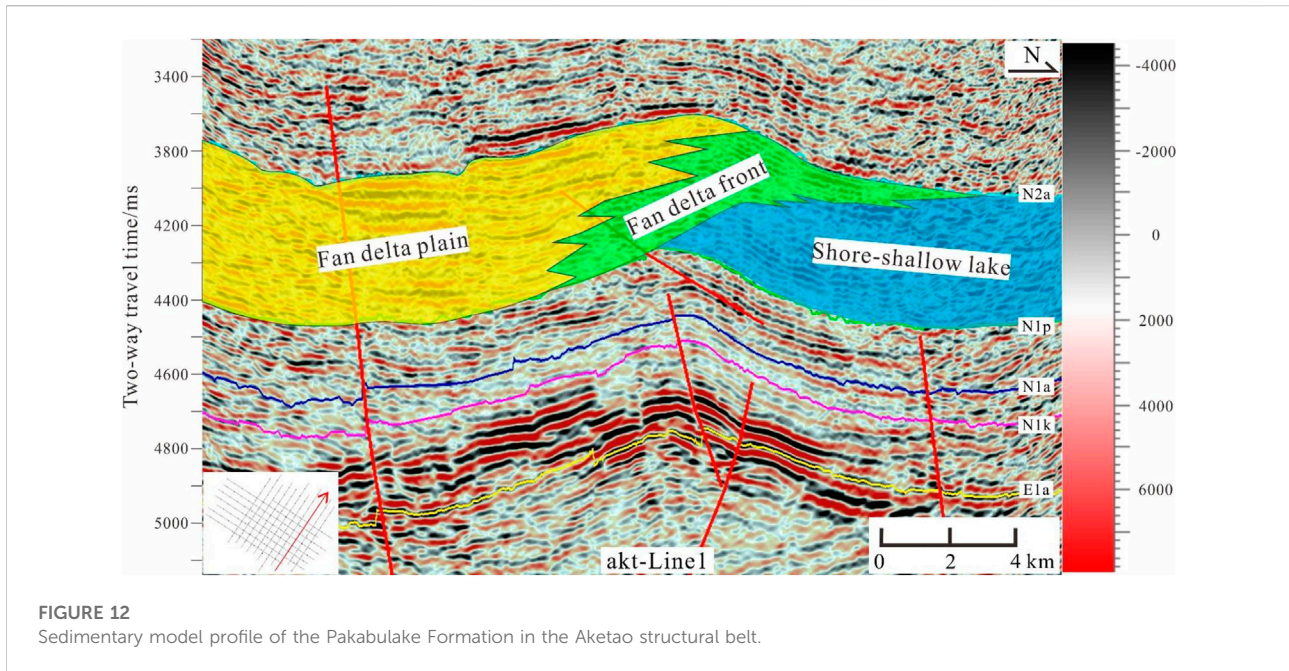 N
3400
3800
4200
4400
4600
4800
5000
Two-way travel time/ms
Fan delta plain
Fan delta front
Shore-shallow lake
N2a
N1p
N1a
N1k
E1a
akt-Line1
0 2 4 km
-4000
-2000
0
2000
4000
6000
FIGURE 12
Sedimentary model profile of the Pakabulake Formation in the Aketao structural belt.